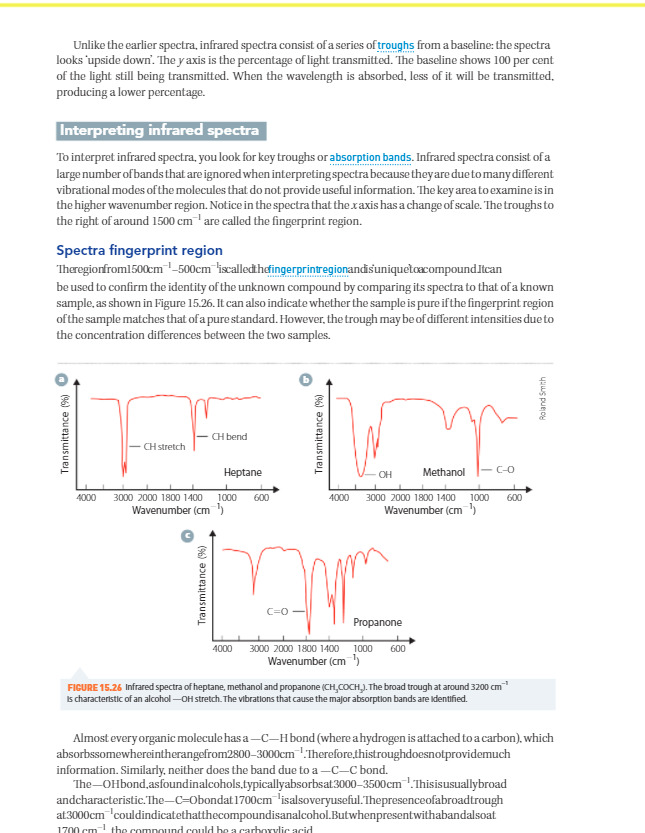 Unlike the earlier spectra, infrared spectra consist of a series of troughs from a baseline: the spectra
looks 'upside down'. The y axis is the percentage of light transmitted. The baseline shows 100 per cent
of the light still being transmitted. When the wavelength is absorbed, less of it will be transmitted,
producing a lower percentage.
Interpreting infrared spectra
To interpret infrared spectra, you look for key troughs or absorption bands. Infrared spectra consist of a
large number of bands that are ignored when interpreting spectra because they are due to many different
vibrational modes of the molecules that do not provide useful information. The key area to examine is in
the higher wavenumber region. Notice in the spectra that the x axis has a change of scale. The troughs to
the right of around 1500 cm⁻¹ are called the fingerprint region.
Spectra fingerprint region
The region from 1500 cm⁻¹–500 cm⁻¹ is called the fingerprint region and is 'unique' to a compound. It can
be used to confirm the identity of the unknown compound by comparing its spectra to that of a known
sample, as shown in Figure 15.26. It can also indicate whether the sample is pure if the fingerprint region
of the sample matches that of a pure standard. However, the trough may be of different intensities due to
the concentration differences between the two samples.
a
Transmittance (%)
CH stretch
CH bend
Heptane
4000 3000 2000 1800 1400 1000 600
Wavenumber (cm⁻¹)
b
Transmittance (%)
OH
Methanol
C–O
4000 3000 2000 1800 1400 1000 600
Wavenumber (cm⁻¹)
Roland Smith
c
Transmittance (%)
C=O
Propanone
4000 3000 2000 1800 1400 1000 600
Wavenumber (cm⁻¹)
FIGURE 15.26 Infrared spectra of heptane, methanol and propanone (CH₃COCH₃). The broad trough at around 3200 cm⁻¹
is characteristic of an alcohol —OH stretch. The vibrations that cause the major absorption bands are identified.
Almost every organic molecule has a —C—H bond (where a hydrogen is attached to a carbon), which
absorbs somewhere in the range from 2800–3000 cm⁻¹. Therefore, this trough does not provide much
information. Similarly, neither does the band due to a —C—C bond.
The —OH bond, as found in alcohols, typically absorbs at 3000–3500 cm⁻¹. This is usually broad
and characteristic. The —C=O bond at 1700 cm⁻¹ is also very useful. The presence of a broad trough
at 3000 cm⁻¹ could indicate that the compound is an alcohol. But when present with a band also at
1700 cm⁻¹, the compound could be a carboxylic acid.